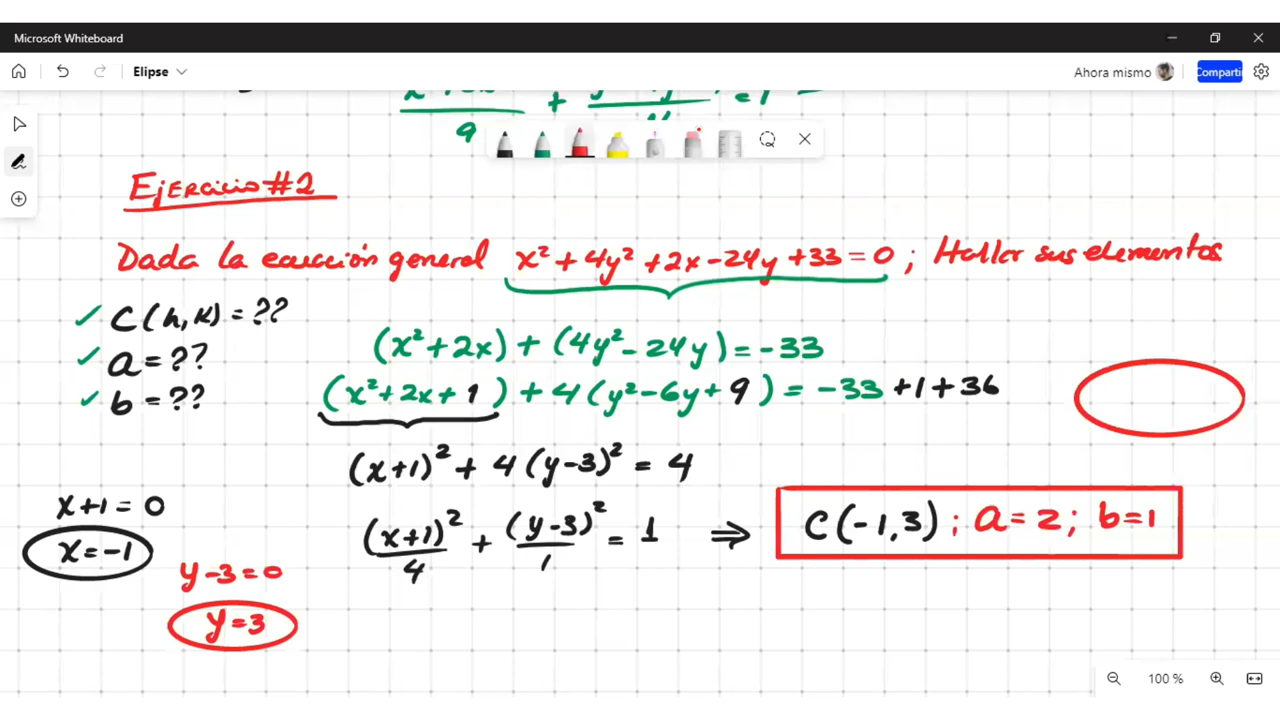 Microsoft Whiteboard
Elipse
Ahora mismo
Comparti
+ = 1
9
Ejercicio #2
Dada la ecuación general x² + 4y² + 2x - 24y + 33 = 0 ; Hallar sus elementos
C(h,k) = ??
a = ??
b = ??
(x² + 2x) + (4y² - 24y) = -33
(x² + 2x + 1) + 4(y² - 6y + 9) = -33 + 1 + 36
(x+1)² + 4(y-3)² = 4
x+1 = 0
x = -1
(x+1)²/4 + (y-3)²/1 = 1 ⇒ C(-1,3) ; a = 2 ; b = 1
y-3 = 0
y = 3
100 %